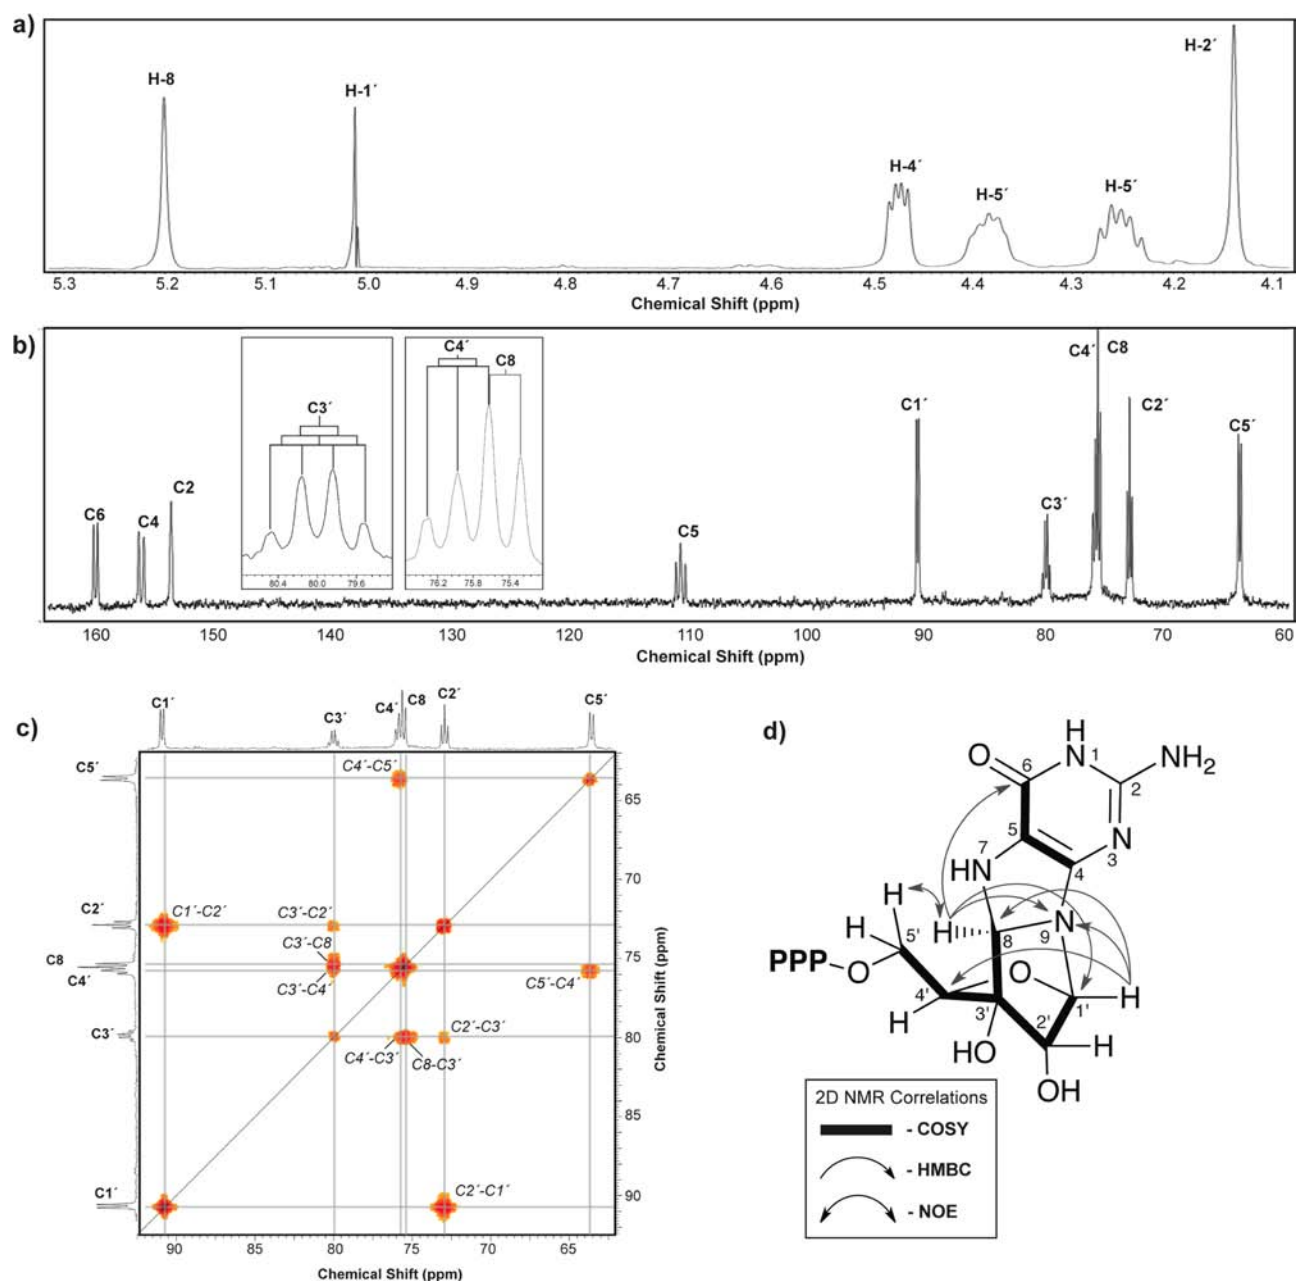 a)
H-8
H-1´
H-4´
H-5´
H-5´
H-2´
5.3 5.2 5.1 5.0 4.9 4.8 4.7 4.6 4.5 4.4 4.3 4.2 4.1
Chemical Shift (ppm)
b)
C6
C4
C2
C3´
80.4 80.0 79.6
C4´
C8
76.2 75.8 75.4
C5
C1´
C3´
C4´
C8
C2´
C5´
160 150 140 130 120 110 100 90 80 70 60
Chemical Shift (ppm)
c)
C1´ C3´ C4´ C8 C2´ C5´
C5´
C2´
C8
C4´
C3´
C1´
C4´-C5´
C1´-C2´
C3´-C2´
C3´-C8
C3´-C4´
C5´-C4´
C2´-C3´
C4´-C3´
C8-C3´
C2´-C1´
65
70
75
80
85
90
Chemical Shift (ppm)
90 85 80 75 70 65
Chemical Shift (ppm)
d)
H
O
6
N
1
2
NH2
5
N
3
4
7
HN
H
H
H
8
9
N
5'
PPP
O
O
4'
3'
1'
H
H
2'
HO
H
OH
2D NMR Correlations
- COSY
- HMBC
- NOE